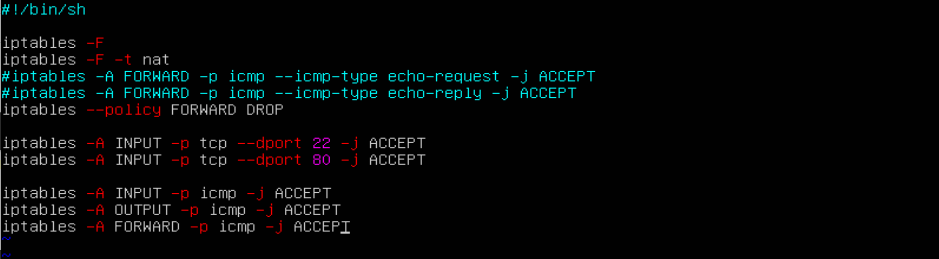 #!/bin/sh
iptables -F
iptables -F -t nat
#iptables -A FORWARD -p icmp --icmp-type echo-request -j ACCEPT
#iptables -A FORWARD -p icmp --icmp-type echo-reply -j ACCEPT
iptables --policy FORWARD DROP
iptables -A INPUT -p tcp --dport 22 -j ACCEPT
iptables -A INPUT -p tcp --dport 80 -j ACCEPT
iptables -A INPUT -p icmp -j ACCEPT
iptables -A OUTPUT -p icmp -j ACCEPT
iptables -A FORWARD -p icmp -j ACCEPT
~
~